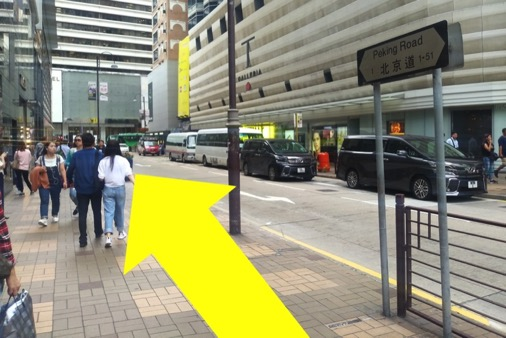 Peking Road
北京道 1-51
T
GALLERIA